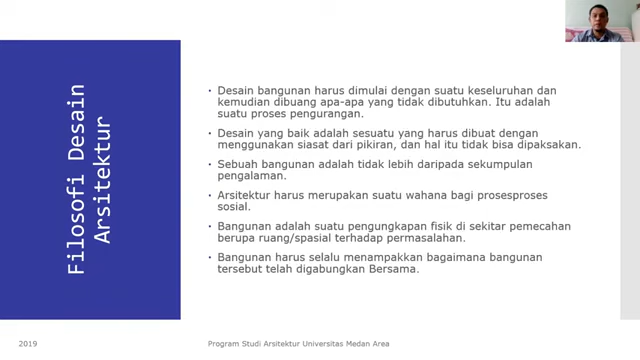 Filosofi Desain
Arsitektur
• Desain bangunan harus dimulai dengan suatu keseluruhan dan
kemudian dibuang apa-apa yang tidak dibutuhkan. Itu adalah
suatu proses pengurangan.
• Desain yang baik adalah sesuatu yang harus dibuat dengan
menggunakan siasat dari pikiran, dan hal itu tidak bisa dipaksakan.
• Sebuah bangunan adalah tidak lebih daripada sekumpulan
pengalaman.
• Arsitektur harus merupakan suatu wahana bagi prosesproses
sosial.
• Bangunan adalah suatu pengungkapan fisik di sekitar pemecahan
berupa ruang/spasial terhadap permasalahan.
• Bangunan harus selalu menampakkan bagaimana bangunan
tersebut telah digabungkan Bersama.
2019
Program Studi Arsitektur Universitas Medan Area